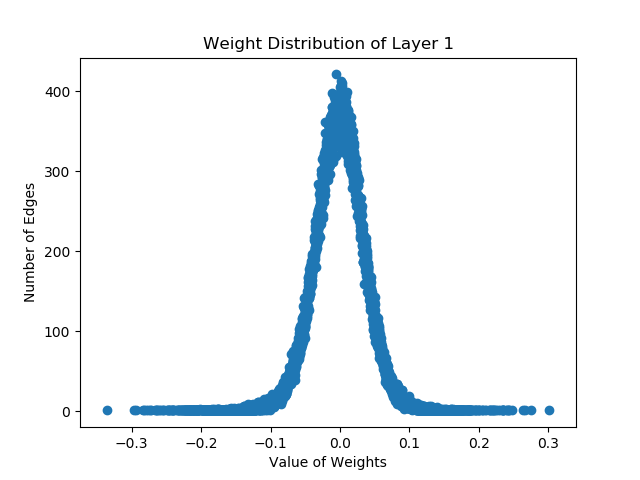 Weight Distribution of Layer 1
Number of Edges
400
300
200
100
0
−0.3 −0.2 −0.1 0.0 0.1 0.2 0.3
Value of Weights